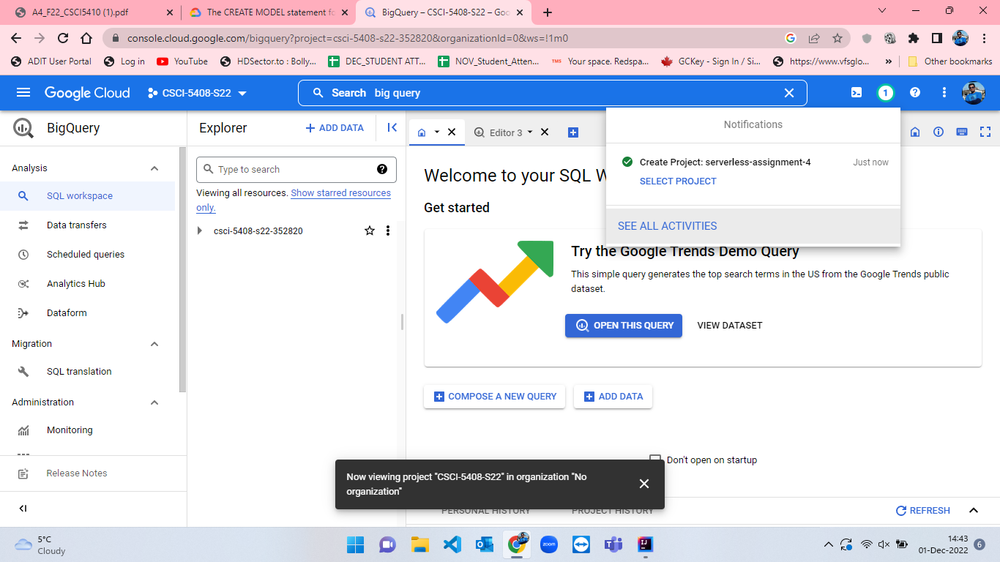 A4_F22_CSCI5410 (1).pdf
The CREATE MODEL statement fo
BigQuery – CSCI-5408-S22 – Goo
console.cloud.google.com/bigquery?project=csci-5408-s22-352820&organizationId=0&ws=!1m0
ADIT User Portal
Log in
YouTube
HDSector.to : Bolly...
DEC_STUDENT ATT...
NOV_Student_Atten...
TMS
Your space. Redspa...
GCKey - Sign In / Si...
https://www.vfsglo...
»
Other bookmarks
Google Cloud
CSCI-5408-S22
Search big query
1
BigQuery
Explorer
+ ADD DATA
Editor 3
Notifications
Create Project: serverless-assignment-4
Just now
SELECT PROJECT
SEE ALL ACTIVITIES
Analysis
SQL workspace
Data transfers
Scheduled queries
Analytics Hub
Dataform
Migration
SQL translation
Administration
Monitoring
Release Notes
Type to search
Viewing all resources. Show starred resources
only.
csci-5408-s22-352820
Welcome to your SQL W
Get started
Try the Google Trends Demo Query
This simple query generates the top search terms in the US from the Google Trends public
dataset.
OPEN THIS QUERY
VIEW DATASET
COMPOSE A NEW QUERY
ADD DATA
Don't open on startup
Now viewing project "CSCI-5408-S22" in organization "No
organization"
PERSONAL HISTORY
PROJECT HISTORY
REFRESH
5°C
Cloudy
zoom
14:43
01-Dec-2022
6